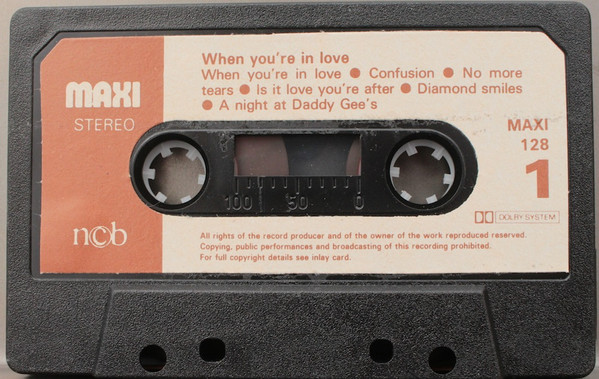 When you're in love
When you're in love ● Confusion ● No more
tears ● Is it love you're after ● Diamond smiles
● A night at Daddy Gee's
MAXI
STEREO
MAXI
128
1
100 50 0
ncb
DOLBY SYSTEM
All rights of the record producer and of the owner of the work reproduced reserved.
Copying, public performances and broadcasting of this recording prohibited.
For full copyright details see inlay card.